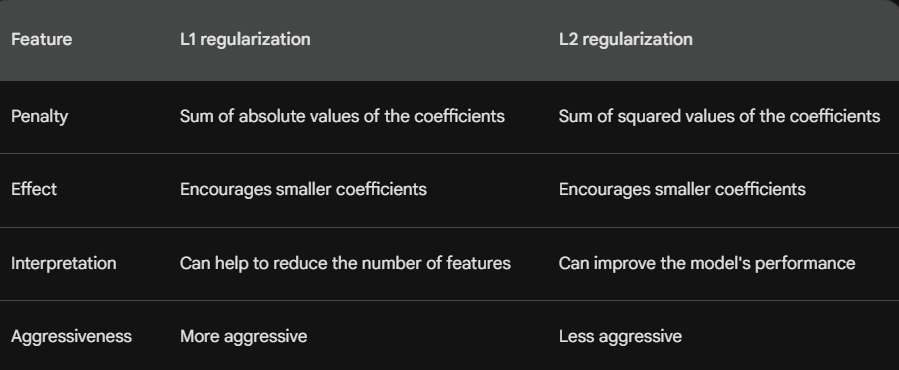 Feature L1 regularization L2 regularization
Penalty Sum of absolute values of the coefficients Sum of squared values of the coefficients
Effect Encourages smaller coefficients Encourages smaller coefficients
Interpretation Can help to reduce the number of features Can improve the model's performance
Aggressiveness More aggressive Less aggressive